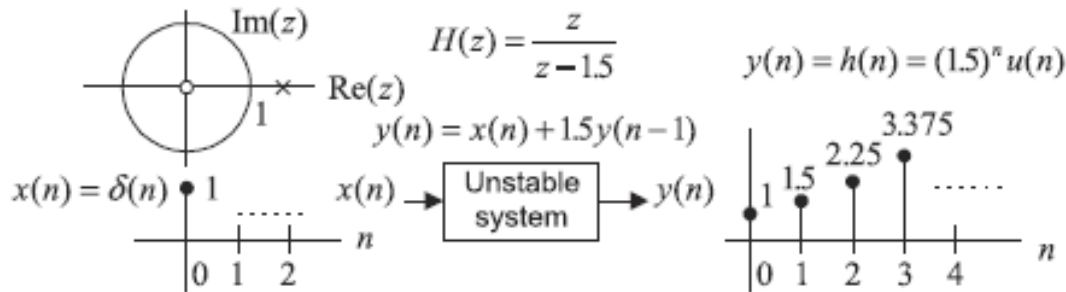 Im(z)
H(z) = z / (z − 1.5)
y(n) = h(n) = (1.5)ⁿ u(n)
Re(z)
1
y(n) = x(n) + 1.5y(n − 1)
x(n) = δ(n) 1
x(n)
Unstable
system
y(n)
1 1.5 2.25 3.375
0 1 2 n
0 1 2 3 4 n